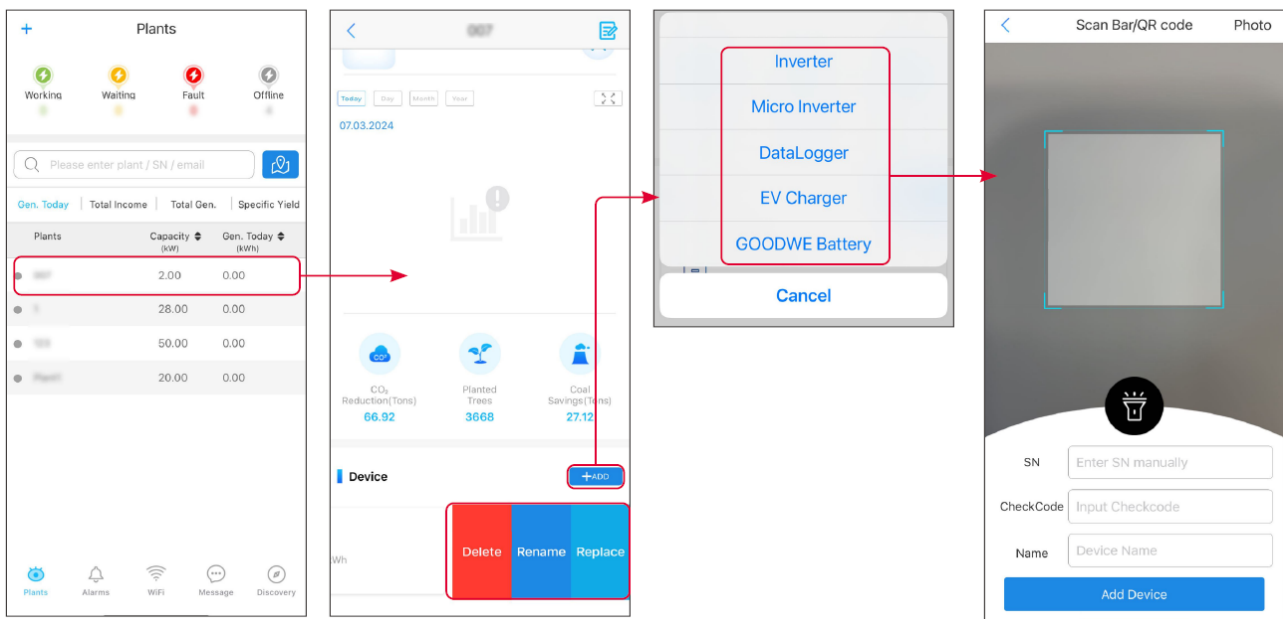 +
Plants
Working
Waiting
Fault
Offline
Please enter plant / SN / email
Gen. Today
Total Income
Total Gen.
Specific Yield
Plants
Capacity
(kW)
Gen. Today
(kWh)
2.00
0.00
28.00
0.00
50.00
0.00
20.00
0.00
Plants
Alarms
WiFi
Message
Discovery
007
Today
Day
Month
Year
07.03.2024
CO₂
CO₂
Reduction(Tons)
66.92
Planted
Trees
3668
Coal
Savings(Tons)
27.12
Device
+ADD
Wh
Delete
Rename
Replace
Inverter
Micro Inverter
DataLogger
EV Charger
GOODWE Battery
Cancel
Scan Bar/QR code
Photo
SN
Enter SN manually
CheckCode
Input Checkcode
Name
Device Name
Add Device